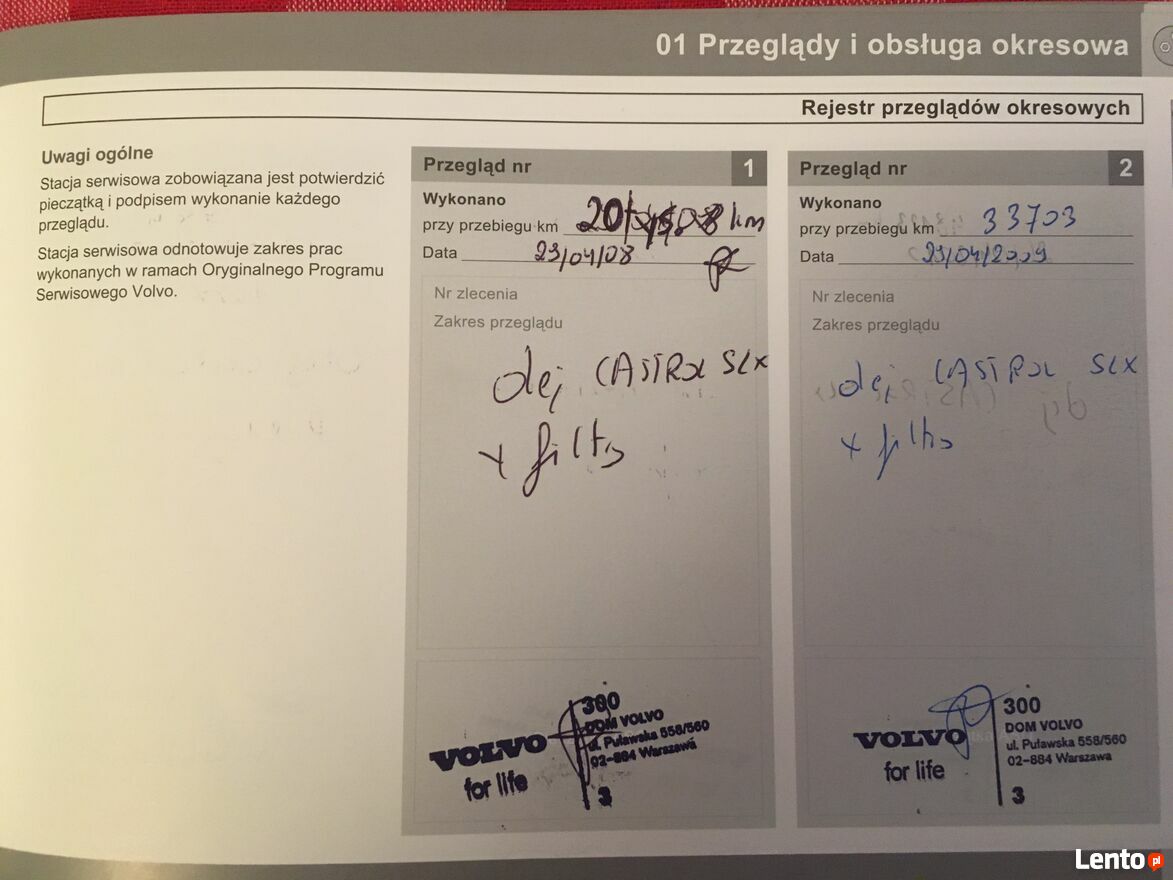 01 Przeglądy i obsługa okresowa
Rejestr przeglądów okresowych
Uwagi ogólne
Stacja serwisowa zobowiązana jest potwierdzić
pieczątką i podpisem wykonanie każdego
przeglądu.
Stacja serwisowa odnotowuje zakres prac
wykonanych w ramach Oryginalnego Programu
Serwisowego Volvo.
Przegląd nr 1
Wykonano
przy przebiegu km km
Data 23/04/08
Nr zlecenia
Zakres przeglądu
olej CASTROL SLX
+ filtry
VOLVO
for life
300
DOM VOLVO
ul. Puławska 558/560
02-884 Warszawa
3
Przegląd nr 2
Wykonano
przy przebiegu km 33703
Data 23/04/2009
Nr zlecenia
Zakres przeglądu
olej CASTROL SLX
+ filtry
VOLVO
for life
300
DOM VOLVO
ul. Puławska 558/560
02-884 Warszawa
3
Lento pl